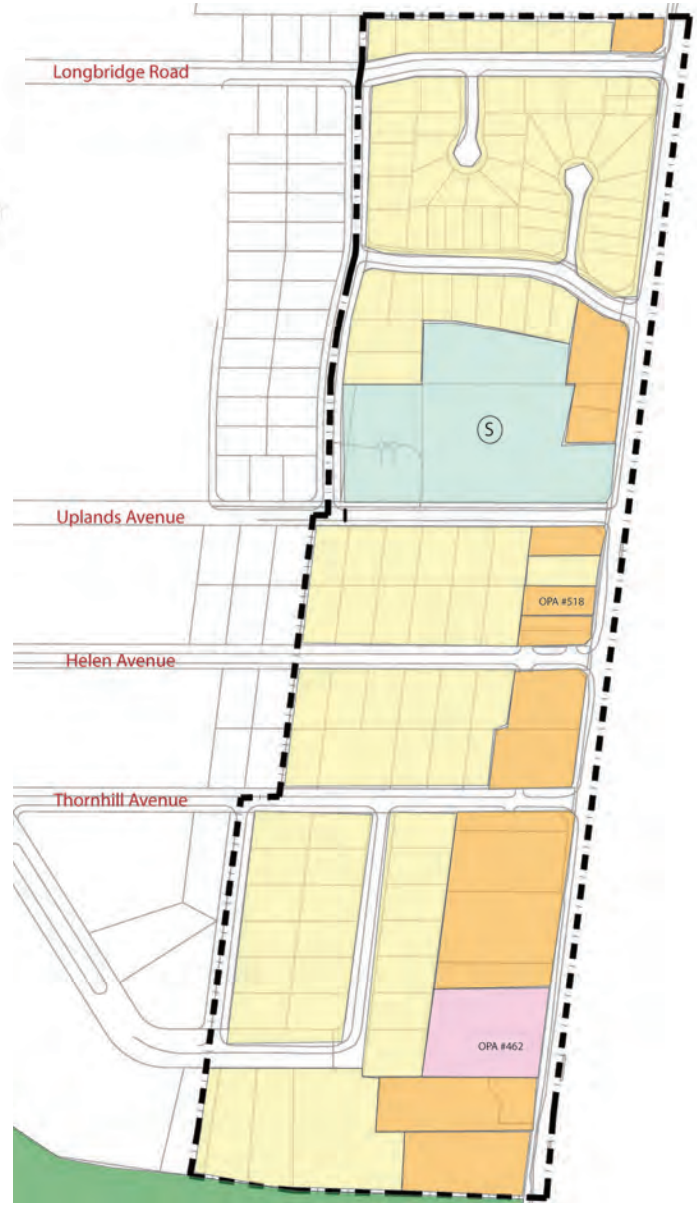 Longbridge Road
S
Uplands Avenue
OPA #518
Helen Avenue
Thornhill Avenue
OPA #462